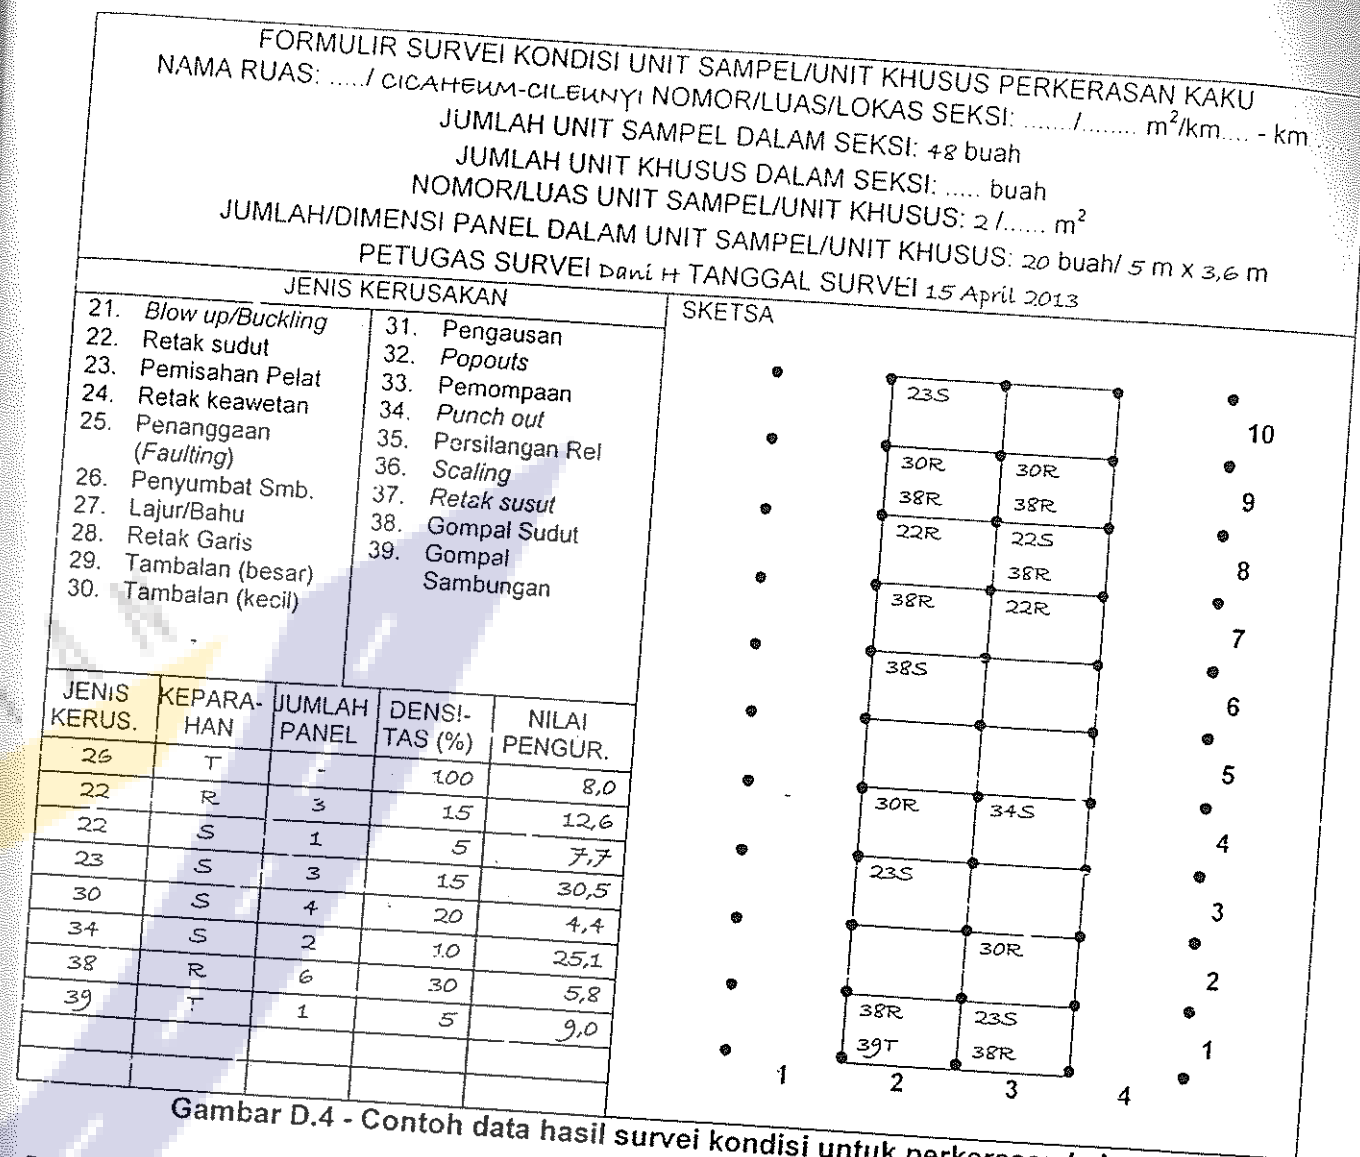 FORMULIR SURVEI KONDISI UNIT SAMPEL/UNIT KHUSUS PERKERASAN KAKU
NAMA RUAS: ...../ CICAHEUM-CILEUNYI NOMOR/LUAS/LOKAS SEKSI: ......./........ m²/km.... - km.....
JUMLAH UNIT SAMPEL DALAM SEKSI: 48 buah
JUMLAH UNIT KHUSUS DALAM SEKSI: ..... buah
NOMOR/LUAS UNIT SAMPEL/UNIT KHUSUS: 2 /...... m²
JUMLAH/DIMENSI PANEL DALAM UNIT SAMPEL/UNIT KHUSUS: 20 buah/ 5 m x 3,6 m
PETUGAS SURVEI Dani H TANGGAL SURVEI 15 April 2013
JENIS KERUSAKAN
21. Blow up/Buckling
22. Retak sudut
23. Pemisahan Pelat
24. Retak keawetan
25. Penanggaan
(Faulting)
26. Penyumbat Smb.
27. Lajur/Bahu
28. Retak Garis
29. Tambalan (besar)
30. Tambalan (kecil)
31. Pengausan
32. Popouts
33. Pemompaan
34. Punch out
35. Persilangan Rel
36. Scaling
37. Retak susut
38. Gompal Sudut
39. Gompal
Sambungan
JENIS KERUS. KEPARA-HAN JUMLAH PANEL DENSI-TAS (%) NILAI PENGUR.
26 T - 100 8,0
22 R 3 15 12,6
22 S 1 5 7,7
23 S 3 15 30,5
30 S 4 20 4,4
34 S 2 10 25,1
38 R 6 30 5,8
39 T 1 5 9,0
SKETSA
23S
10
30R 30R
38R 38R
9
22R 22S
38R
8
38R 22R
7
38S
6
5
30R 34S
4
23S
3
30R
2
38R 23S
39T 38R
1
1 2 3 4
Gambar D.4 - Contoh data hasil survei kondisi untuk